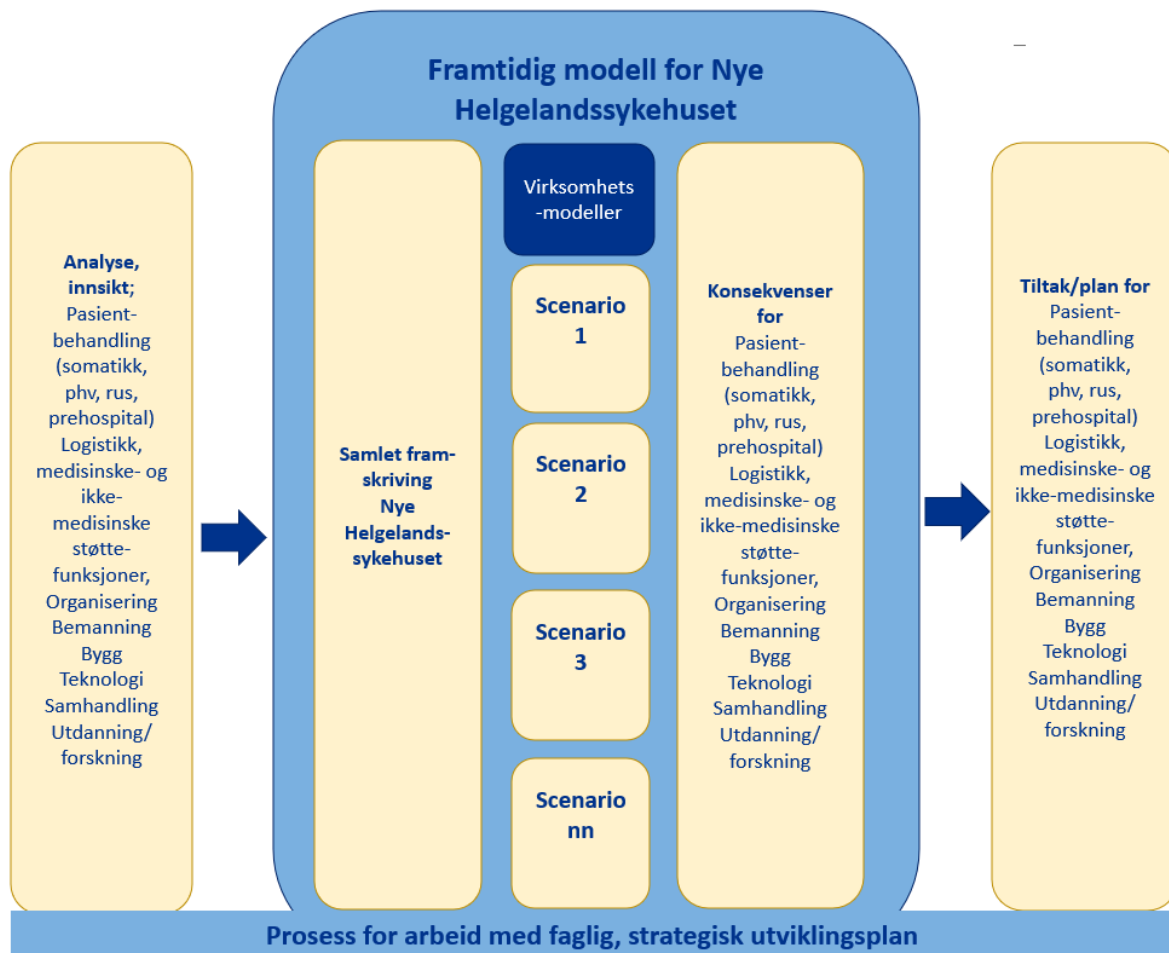 Framtidig modell for Nye
Helgelandssykehuset
Analyse,
innsikt;
Pasient-
behandling
(somatikk,
phv, rus,
prehospital)
Logistikk,
medisinske- og
ikke-
medisinske
støtte-
funksjoner,
Organisering
Bemanning
Bygg
Teknologi
Samhandling
Utdanning/
forskning
Samlet fram-
skriving
Nye
Helgelands-
sykehuset
Virksomhets
-modeller
Scenario
1
Scenario
2
Scenario
3
Scenario
nn
Konsekvenser
for
Pasient-
behandling
(somatikk,
phv, rus,
prehospital)
Logistikk,
medisinske- og
ikke-medisinske
støtte-
funksjoner,
Organisering
Bemanning
Bygg
Teknologi
Samhandling
Utdanning/
forskning
Tiltak/plan for
Pasient-
behandling
(somatikk,
phv, rus,
prehospital)
Logistikk,
medisinske- og
ikke-medisinske
støtte-
funksjoner,
Organisering
Bemanning
Bygg
Teknologi
Samhandling
Utdanning/
forskning
Prosess for arbeid med faglig, strategisk utviklingsplan